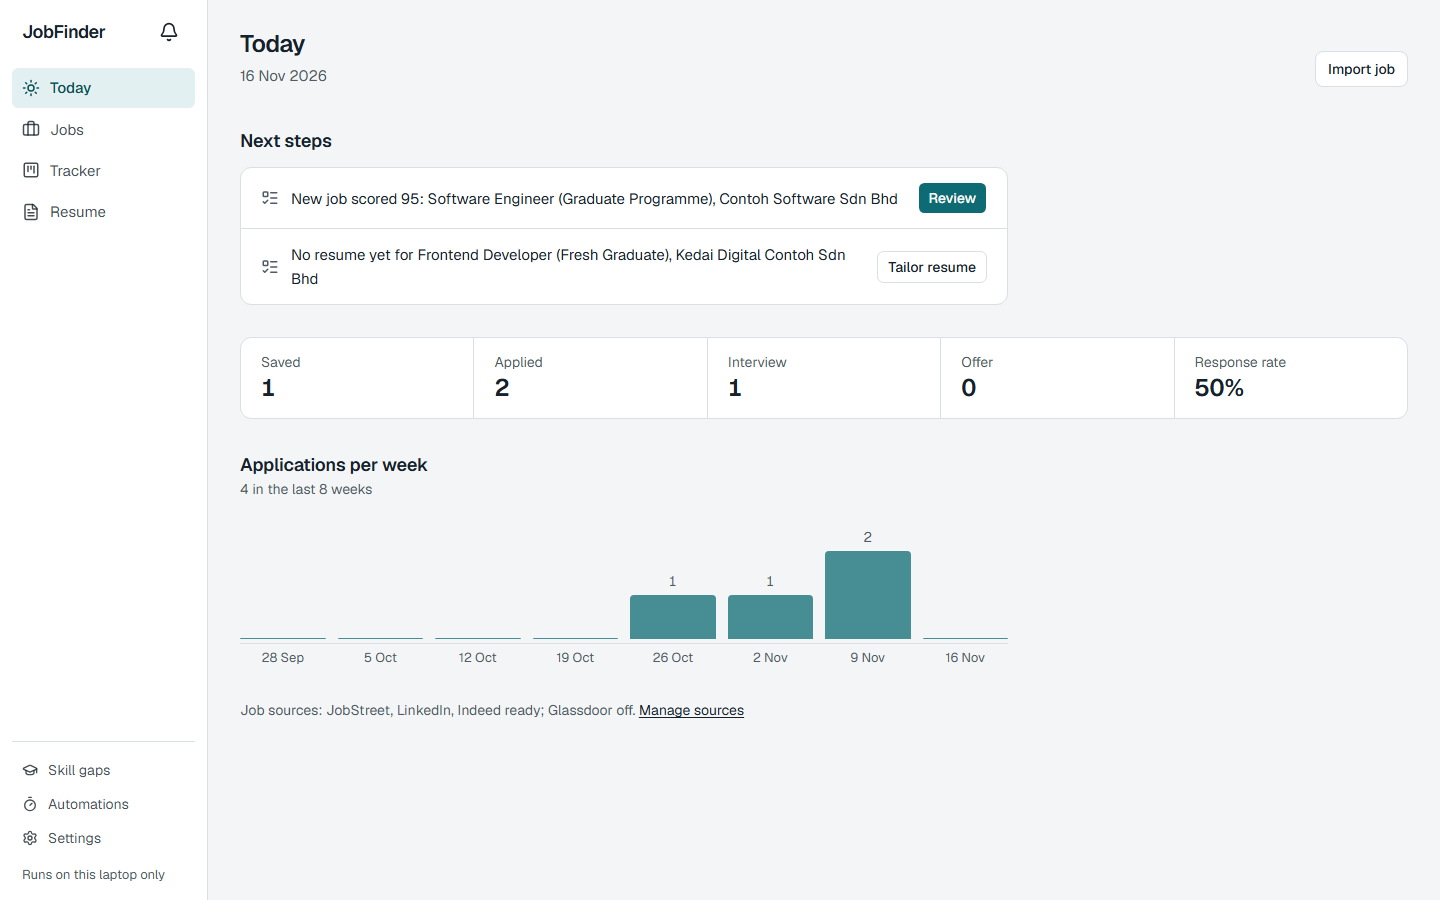 JobFinder
Today
Jobs
Tracker
Resume
Skill gaps
Automations
Settings
Runs on this laptop only
Today
16 Nov 2026
Import job
Next steps
New job scored 95: Software Engineer (Graduate Programme), Contoh Software Sdn Bhd
Review
No resume yet for Frontend Developer (Fresh Graduate), Kedai Digital Contoh Sdn
Bhd
Tailor resume
Saved
1
Applied
2
Interview
1
Offer
0
Response rate
50%
Applications per week
4 in the last 8 weeks
1
1
2
28 Sep
5 Oct
12 Oct
19 Oct
26 Oct
2 Nov
9 Nov
16 Nov
Job sources: JobStreet, LinkedIn, Indeed ready; Glassdoor off. Manage sources